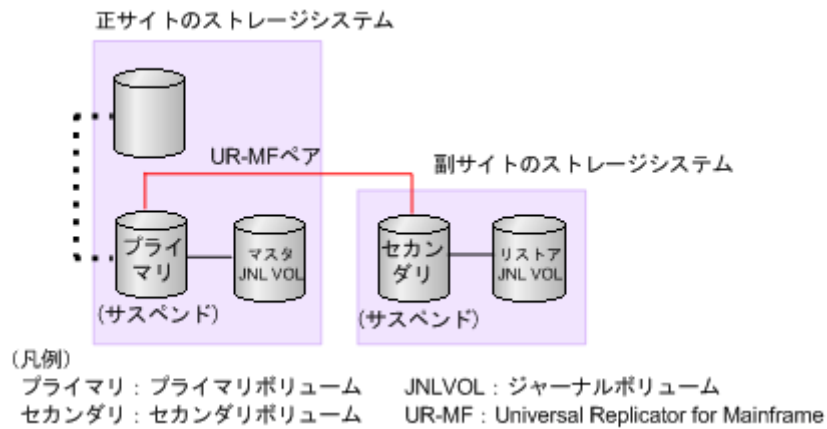 正サイトのストレージシステム
UR-MFペア
副サイトのストレージシステム
プライ
マリ
マスタ
JNL VOL
セカン
ダリ
リストア
JNL VOL
(サスペンド)
(サスペンド)
(凡例)
プライマリ：プライマリボリューム JNLVOL：ジャーナルボリューム
セカンダリ：セカンダリボリューム UR-MF：Universal Replicator for Mainframe